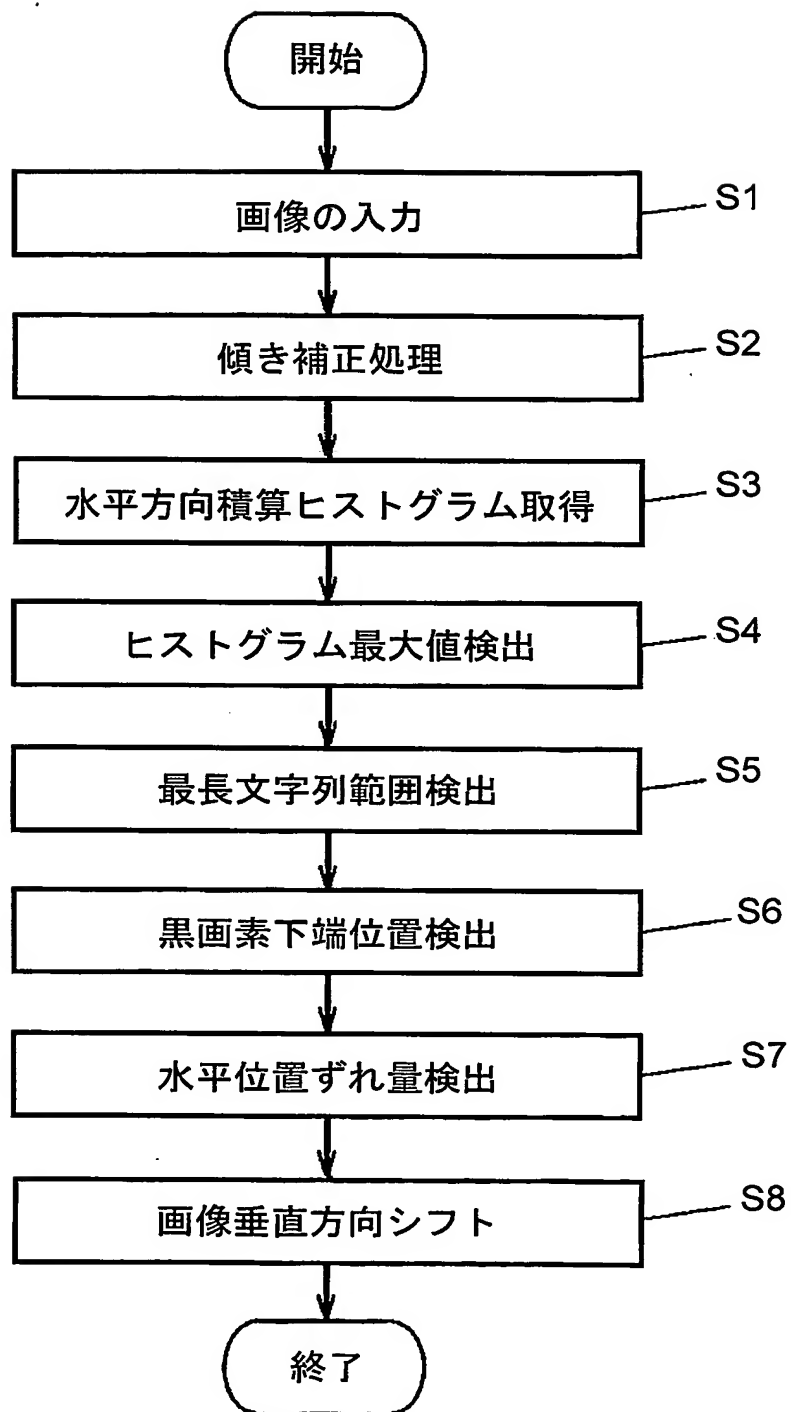 開始
画像の入力
S1
傾き補正処理
S2
水平方向積算ヒストグラム取得
S3
ヒストグラム最大値検出
S4
最長文字列範囲検出
S5
黒画素下端位置検出
S6
水平位置ずれ量検出
S7
画像垂直方向シフト
S8
終了